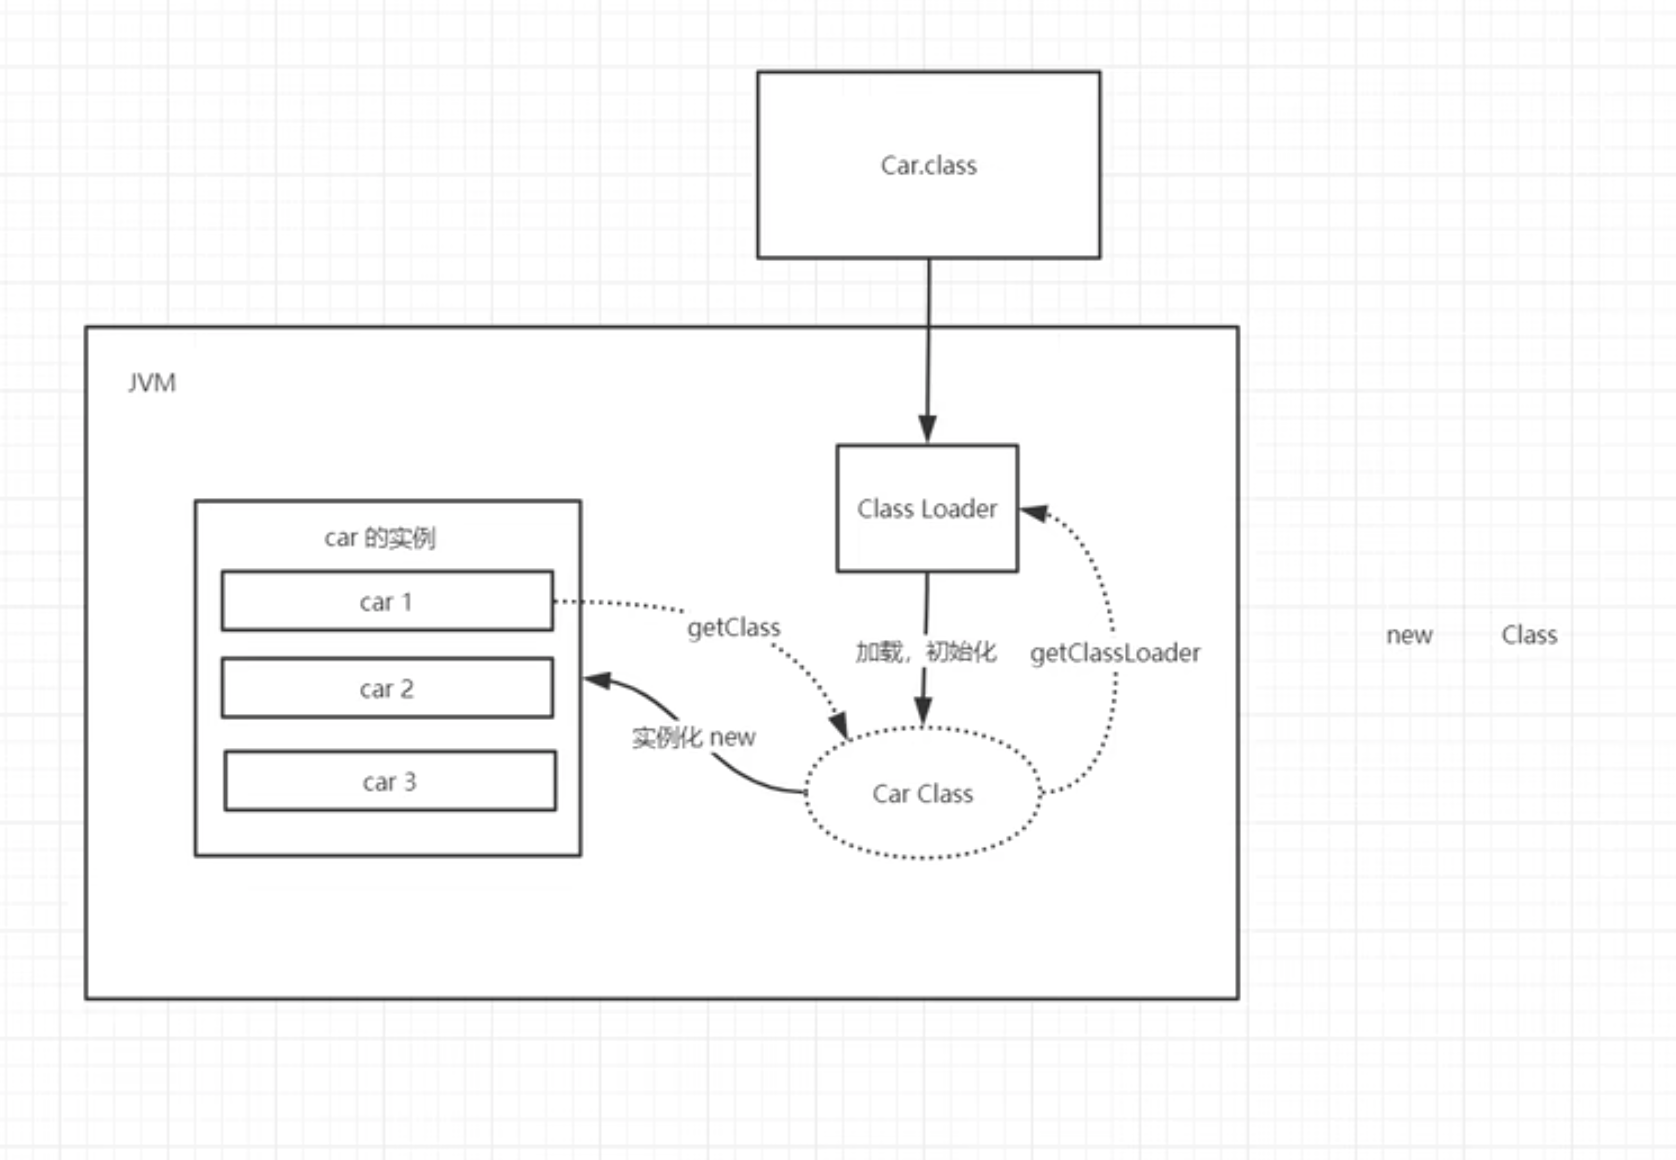 Car.class
JVM
Class Loader
car 的实例
car 1
getClass
加载，初始化
getClassLoader
new
Class
car 2
实例化 new
car 3
Car Class